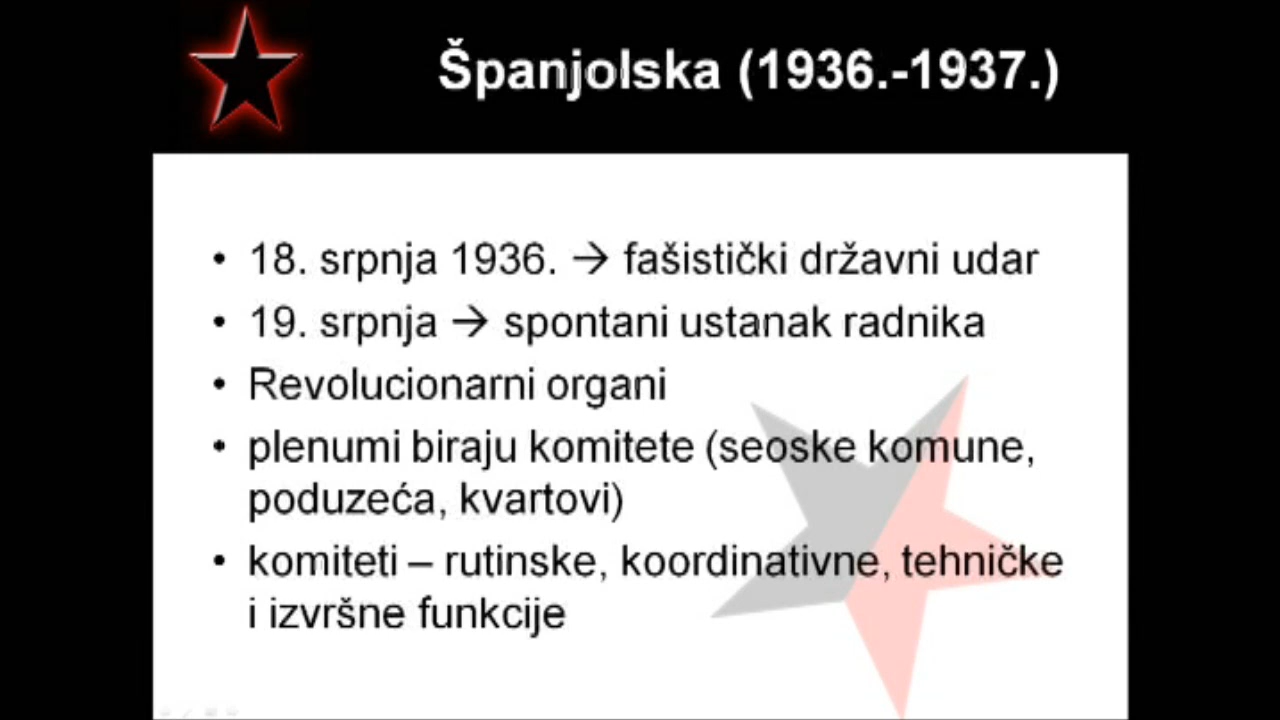 Španjolska (1936.-1937.)
• 18. srpnja 1936. → fašistički državni udar
• 19. srpnja → spontani ustanak radnika
• Revolucionarni organi
• plenumi biraju komitete (seoske komune,
poduzeća, kvartovi)
• komiteti – rutinske, koordinativne, tehničke
i izvršne funkcije